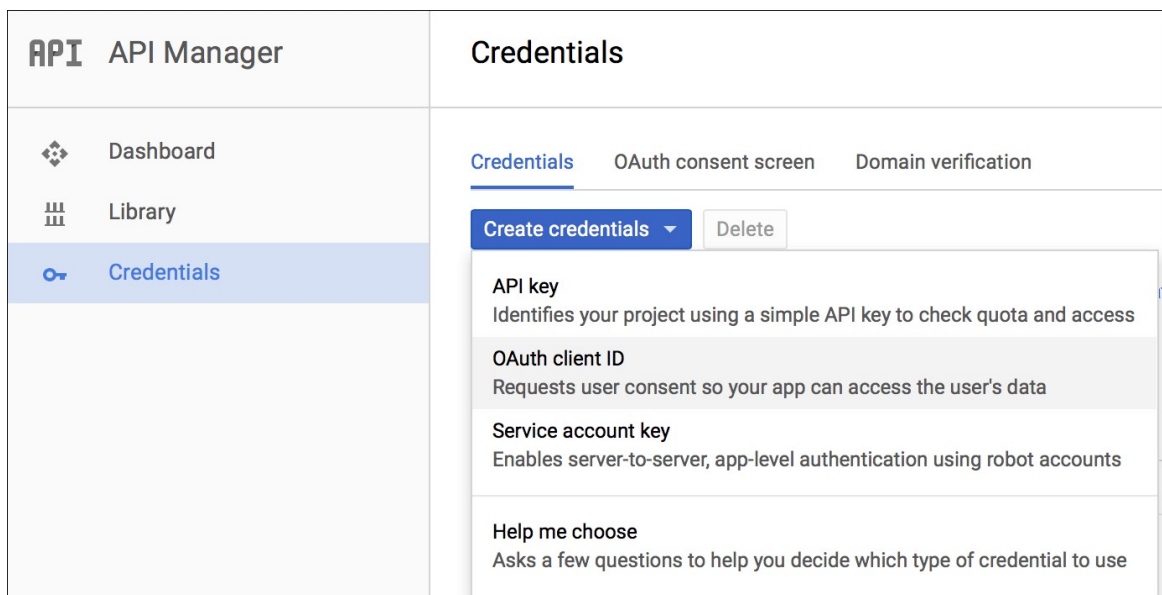 API API Manager
Credentials
Dashboard
Library
Credentials
Credentials OAuth consent screen Domain verification
Create credentials Delete
API key
Identifies your project using a simple API key to check quota and access
OAuth client ID
Requests user consent so your app can access the user's data
Service account key
Enables server-to-server, app-level authentication using robot accounts
Help me choose
Asks a few questions to help you decide which type of credential to use